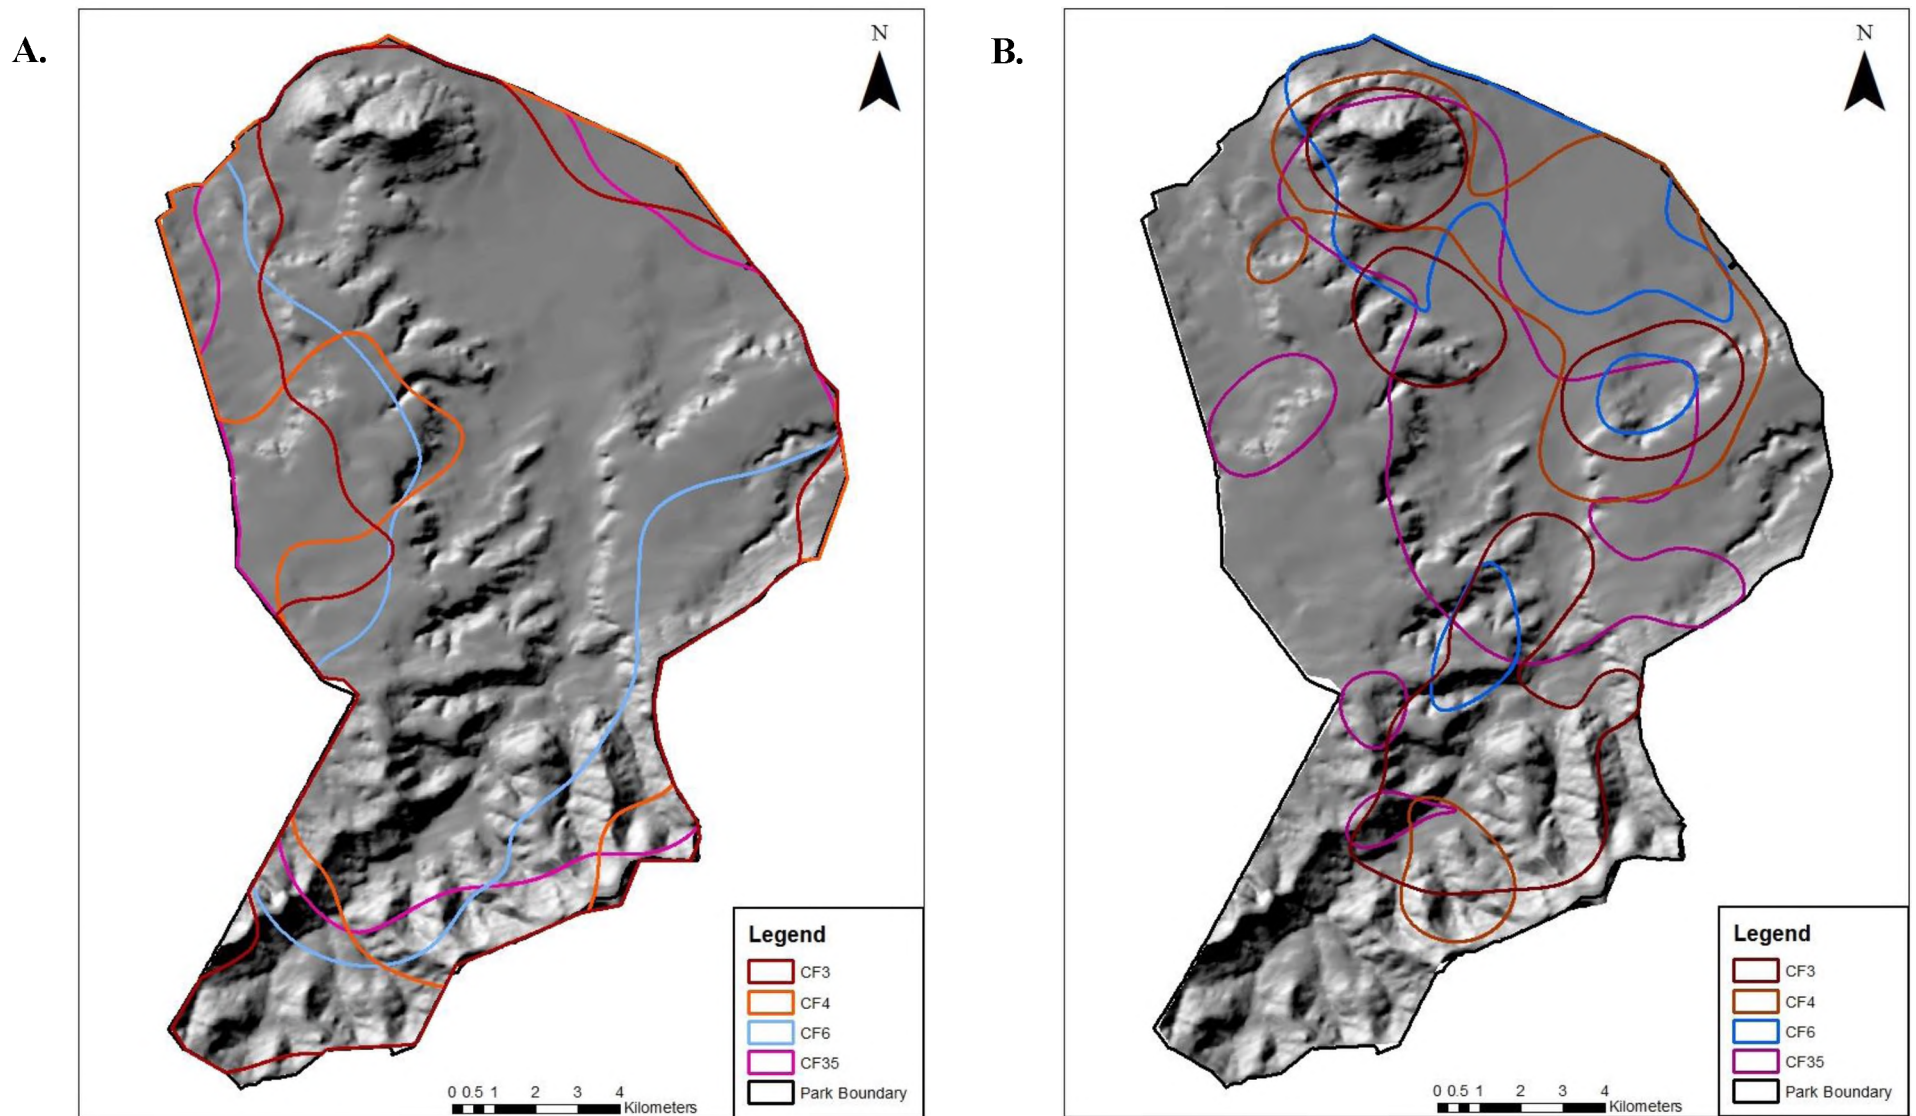 A.
N
Legend
CF3
CF4
CF6
CF35
Park Boundary
0 0.5 1 2 3 4
Kilometers
B.
N
Legend
CF3
CF4
CF6
CF35
Park Boundary
0 0.5 1 2 3 4
Kilometers